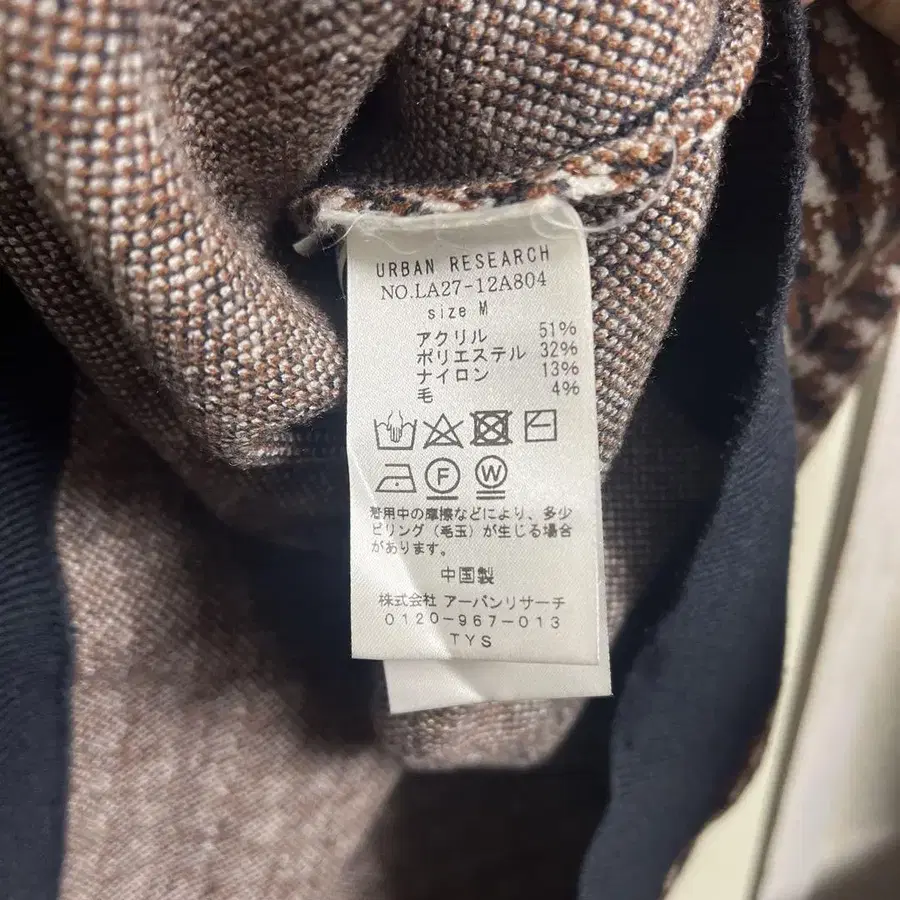 URBAN RESEARCH
NO.LA27-12A804
size M
アクリル 51%
ポリエステル 32%
ナイロン 13%
毛 4%
F W
着用中の摩擦などにより、多少
ピリング（毛玉）が生じる場合
があります。
中国製
株式会社 アーバンリサーチ
0120-967-013
TYS